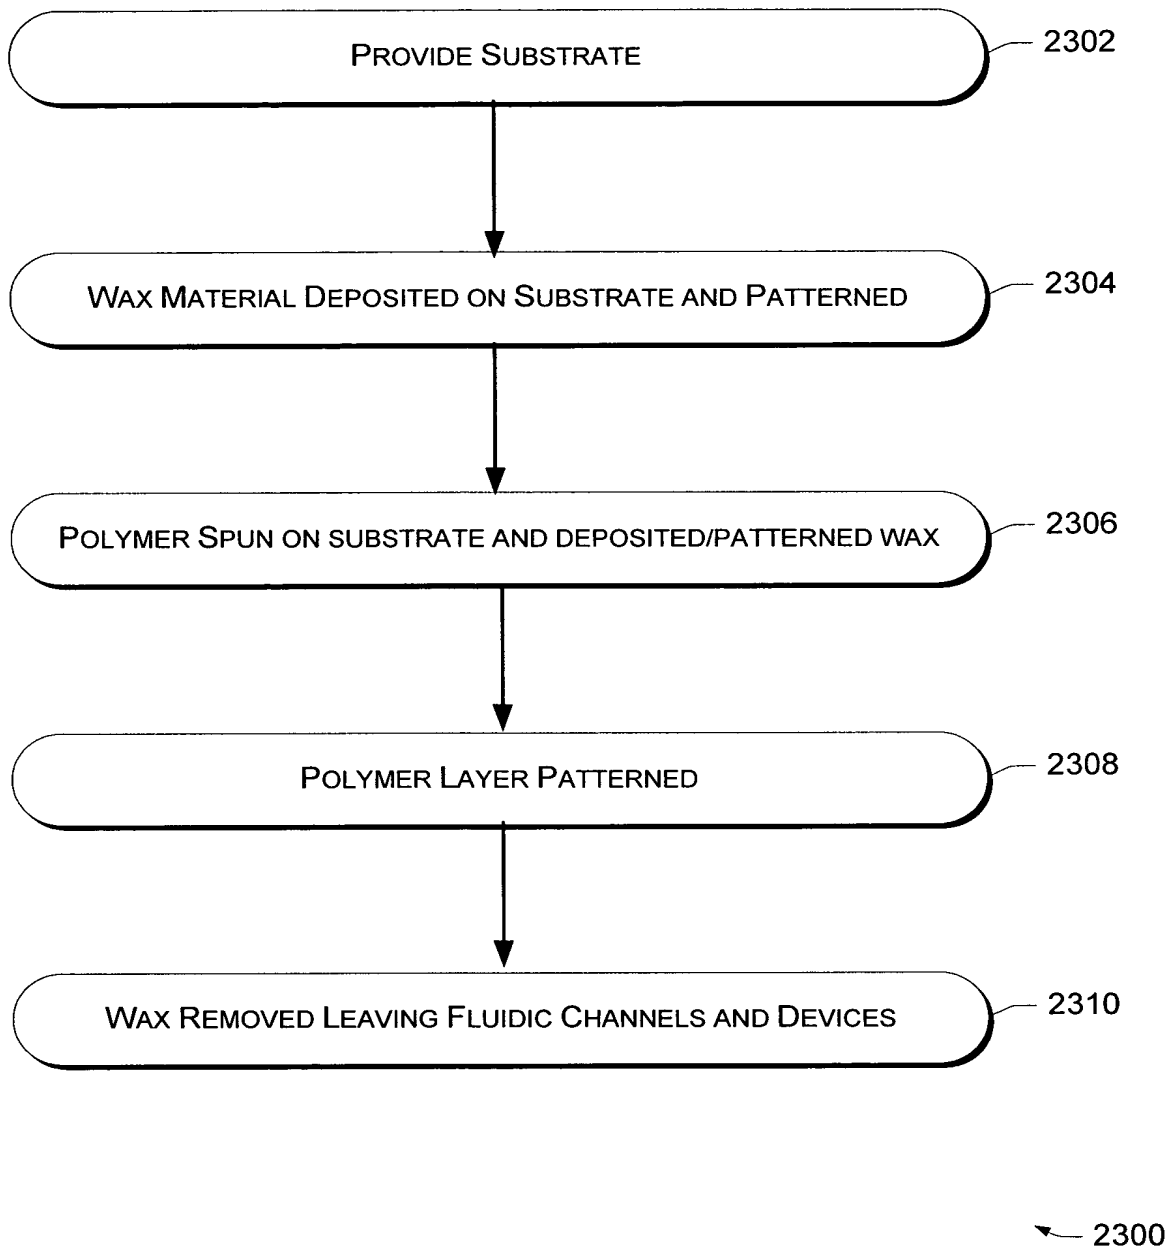 PROVIDE SUBSTRATE
2302
WAX MATERIAL DEPOSITED ON SUBSTRATE AND PATTERNED
2304
POLYMER SPUN ON SUBSTRATE AND DEPOSITED/PATTERNED WAX
2306
POLYMER LAYER PATTERNED
2308
WAX REMOVED LEAVING FLUIDIC CHANNELS AND DEVICES
2310
2300